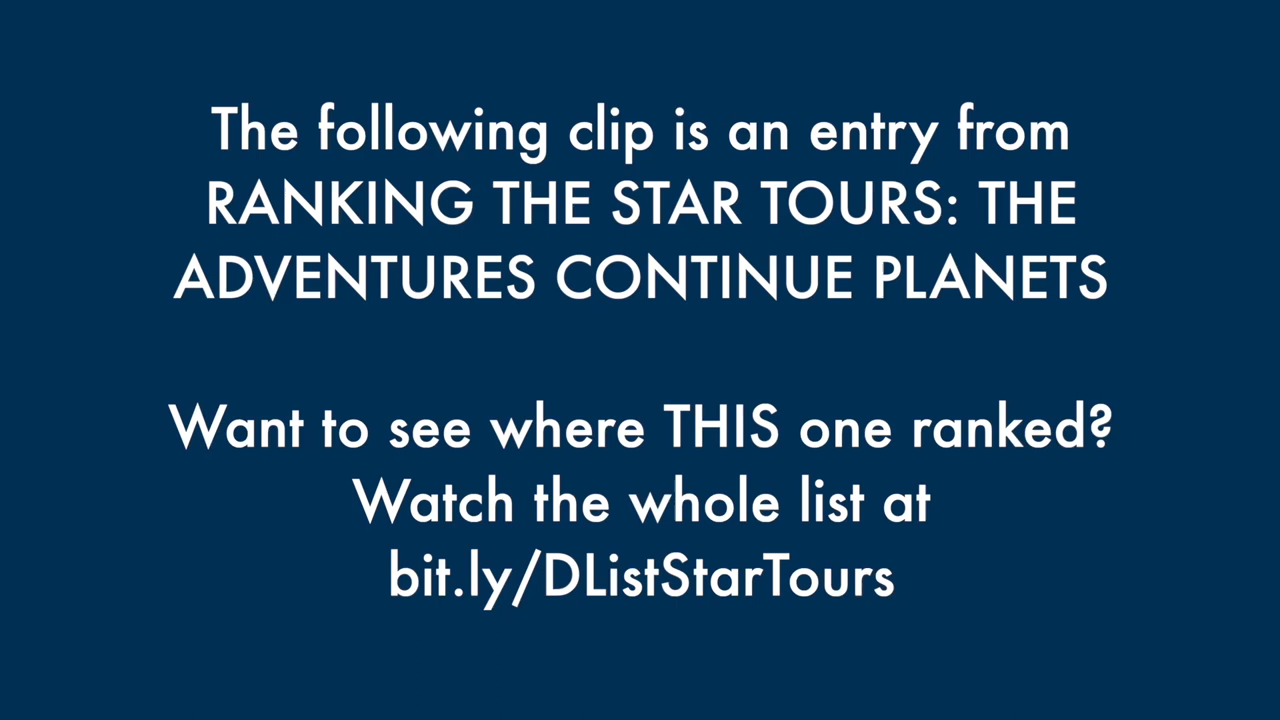 The following clip is an entry from
RANKING THE STAR TOURS: THE
ADVENTURES CONTINUE PLANETS
Want to see where THIS one ranked?
Watch the whole list at
bit.ly/DListStarTours